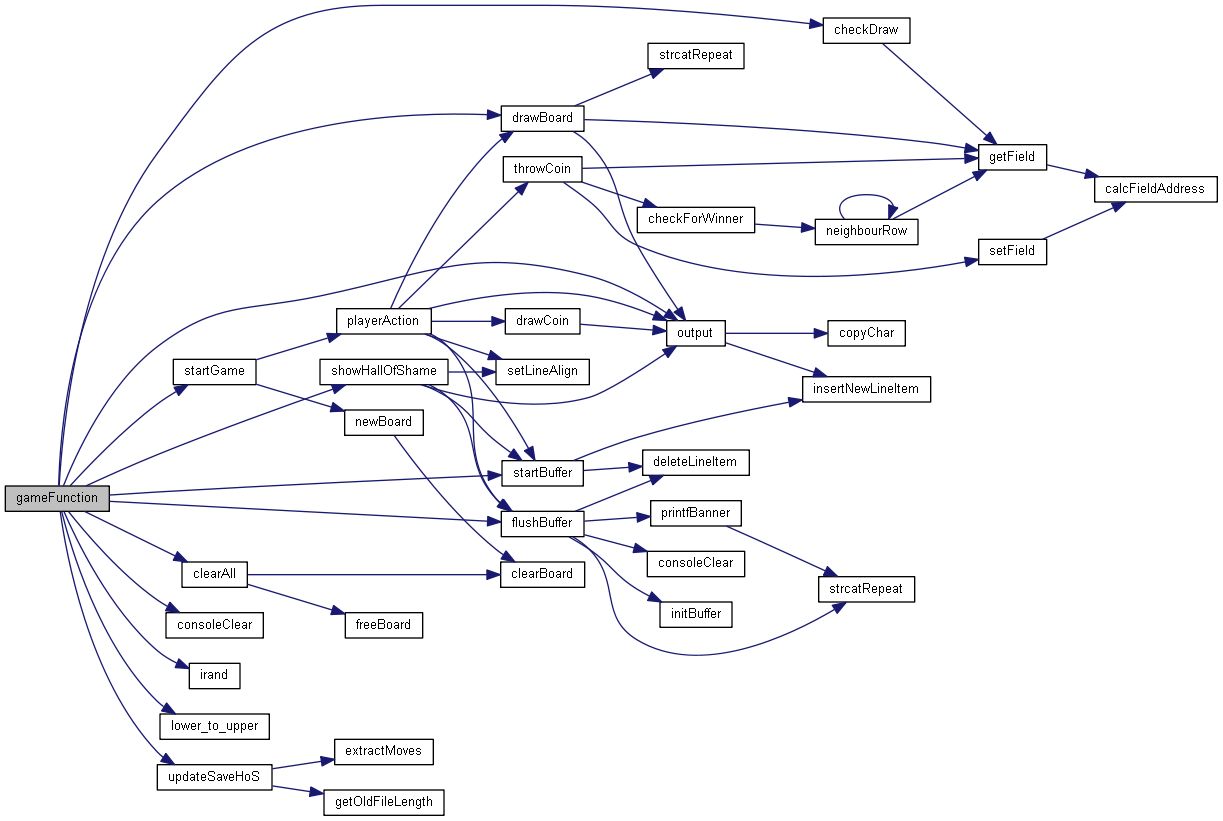 checkDraw
strcatRepeat
drawBoard
getField
throwCoin
calcFieldAddress
checkForWinner
neighbourRow
setField
playerAction
drawCoin
output
copyChar
startGame
showHallOfShame
setLineAlign
insertNewLineItem
newBoard
deleteLineItem
startBuffer
gameFunction
printfBanner
flushBuffer
consoleClear
clearAll
clearBoard
strcatRepeat
initBuffer
consoleClear
freeBoard
irand
lower_to_upper
extractMoves
updateSaveHoS
getOldFileLength